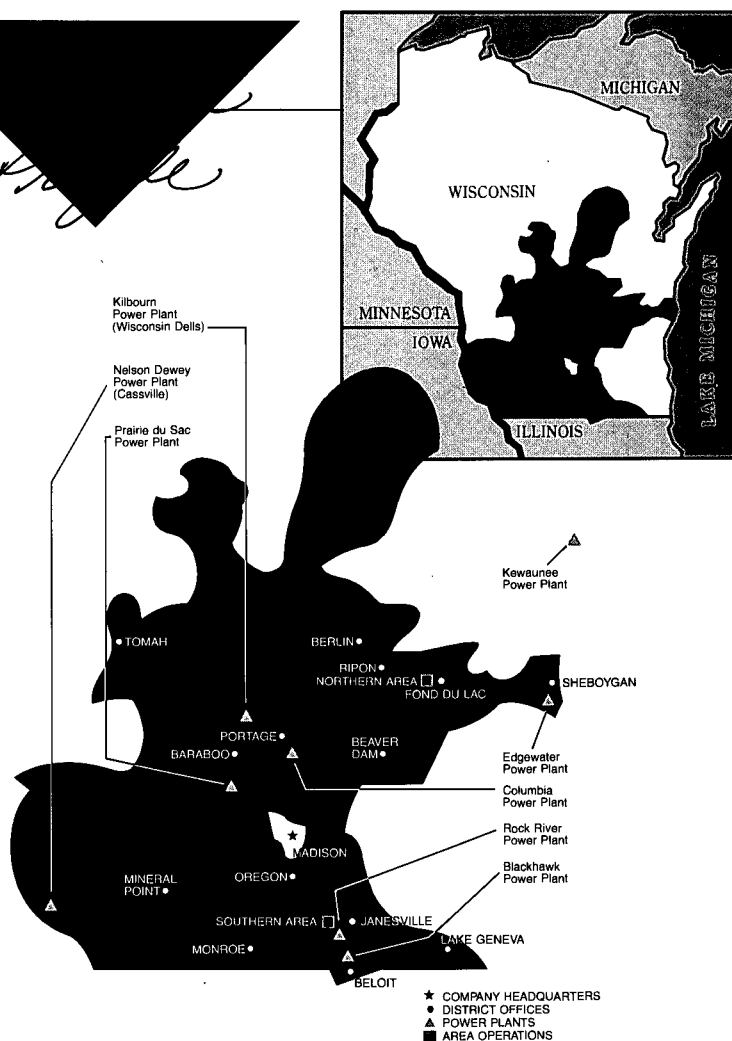 MICHIGAN
WISCONSIN
MINNESOTA
IOWA
ILLINOIS
LAKE MICHIGAN
Kilbourn
Power Plant
(Wisconsin Dells)
Nelson Dewey
Power Plant
(Cassville)
Prairie du Sac
Power Plant
Kewaunee
Power Plant
TOMAH
BERLIN
RIPON
NORTHERN AREA
FOND DU LAC
SHEBOYGAN
PORTAGE
BARABOO
BEAVER
DAM
Edgewater
Power Plant
Columbia
Power Plant
Rock River
Power Plant
Blackhawk
Power Plant
MADISON
OREGON
MINERAL
POINT
SOUTHERN AREA
JANESVILLE
MONROE
LAKE GENEVA
BELOIT
COMPANY HEADQUARTERS
DISTRICT OFFICES
POWER PLANTS
AREA OPERATIONS